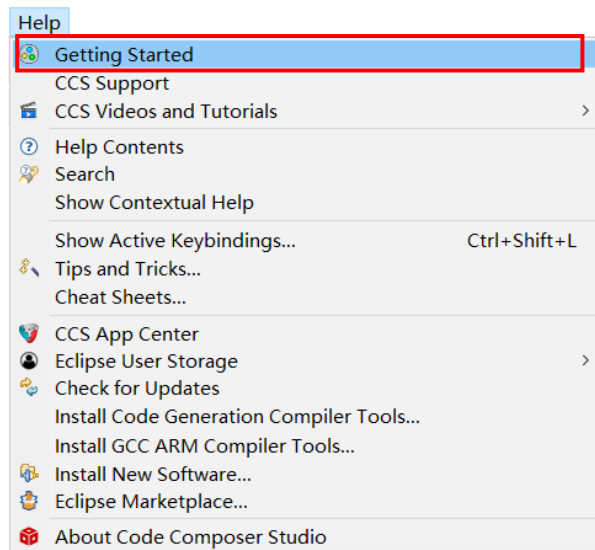 Help
Getting Started
CCS Support
CCS Videos and Tutorials
Help Contents
Search
Show Contextual Help
Show Active Keybindings... Ctrl+Shift+L
Tips and Tricks...
Cheat Sheets...
CCS App Center
Eclipse User Storage
Check for Updates
Install Code Generation Compiler Tools...
Install GCC ARM Compiler Tools...
Install New Software...
Eclipse Marketplace...
About Code Composer Studio